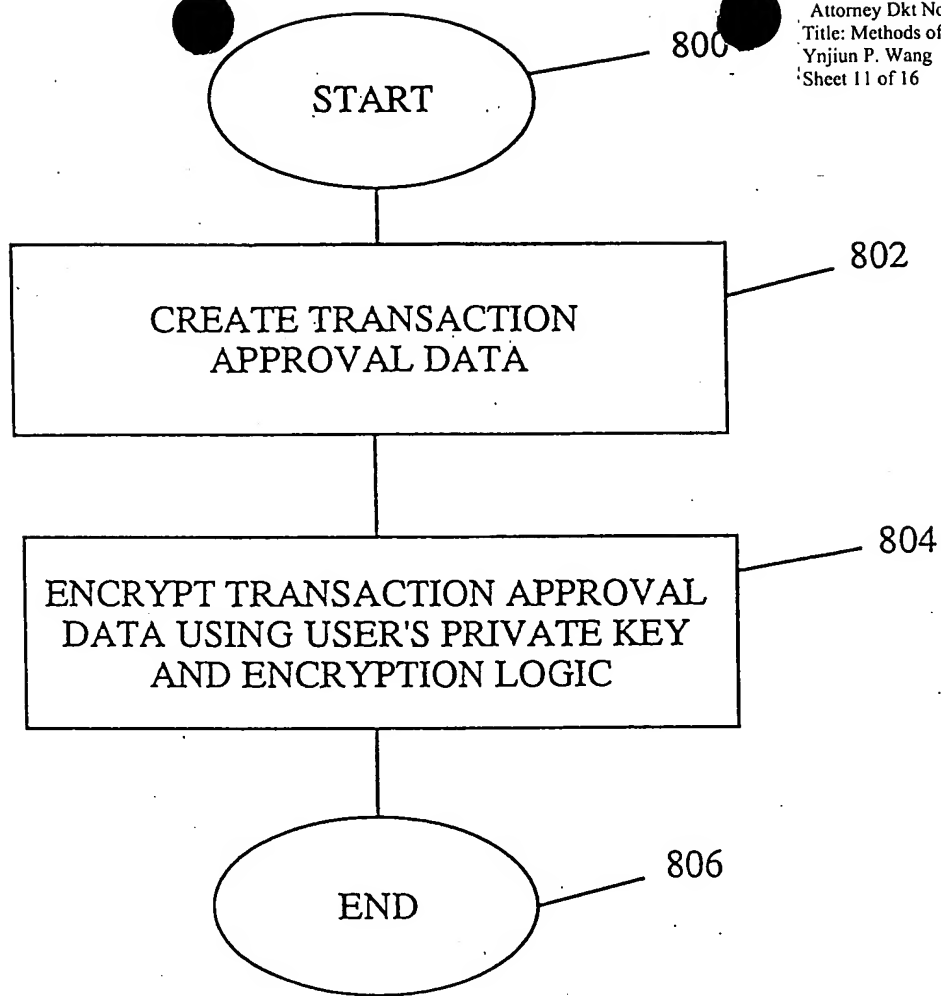 Attorney Dkt No
Title: Methods of
Ynjiun P. Wang
Sheet 11 of 16
800
START
802
CREATE TRANSACTION
APPROVAL DATA
804
ENCRYPT TRANSACTION APPROVAL
DATA USING USER'S PRIVATE KEY
AND ENCRYPTION LOGIC
806
END